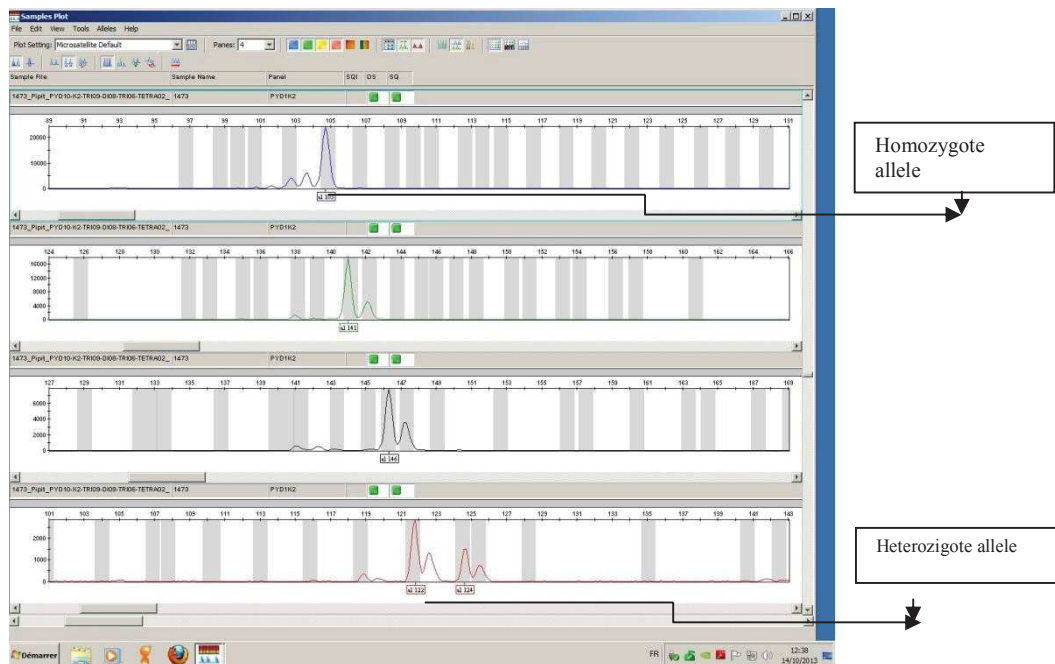 Samples Plot
File Edit View Tools Alleles Help
Plot Setting: Microsatellite Default Panes: 4
Sample File Sample Name Panel SQI OS SQ
1473_Pipit_PYD10-K2-TRI09-DI08-TRI06-TETRA02_ 1473 PYD1K2
89 91 93 95 97 99 101 103 105 107 109 111 113 115 117 119 121 123 125 127 129 131
20000
10000
0
Homozygote
allele
1473_Pipit_PYD10-K2-TRI09-DI08-TRI06-TETRA02_ 1473 PYD1K2
124 126 128 130 132 134 136 138 140 142 144 146 148 150 152 154 156 158 160 162 164 166
16000
12000
8000
4000
0
al 141
1473_Pipit_PYD10-K2-TRI09-DI08-TRI06-TETRA02_ 1473 PYD1K2
127 129 131 133 135 137 139 141 143 145 147 149 151 153 155 157 159 161 163 165 167 169
6000
4000
2000
0
al 146
1473_Pipit_PYD10-K2-TRI09-DI08-TRI06-TETRA02_ 1473 PYD1K2
101 103 105 107 109 111 113 115 117 119 121 123 125 127 129 131 133 135 137 139 141 143
2000
1000
0
al 122 al 124
Heterozigote allele
Démarrer FR 12:38
14/10/2013